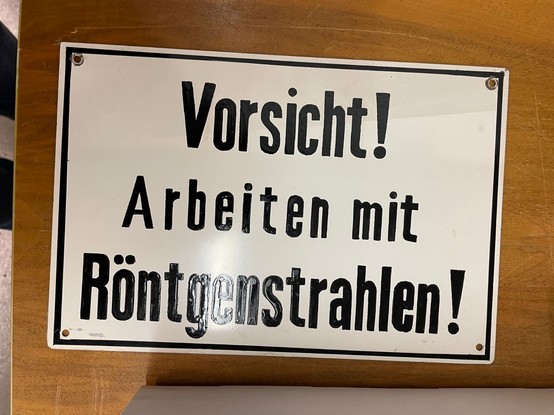 Vorsicht!
Arbeiten mit
Röntgenstrahlen!